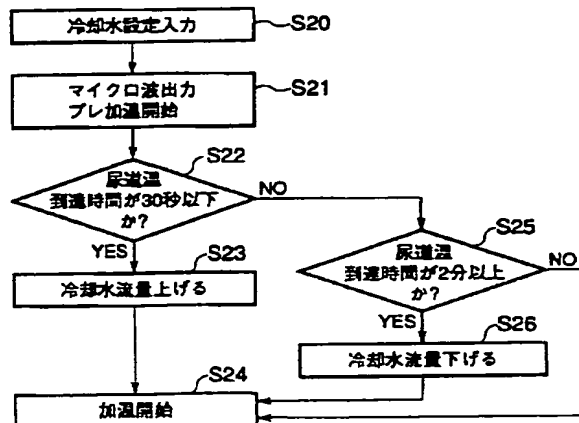 冷却水設定入力
S20
マイクロ波出力
プレ加温開始
S21
尿道温
到達時間が30秒以下
か?
S22
NO
YES
冷却水流量上げる
S23
尿道温
到達時間が2分以上
か?
S25
NO
YES
冷却水流量下げる
S26
加温開始
S24